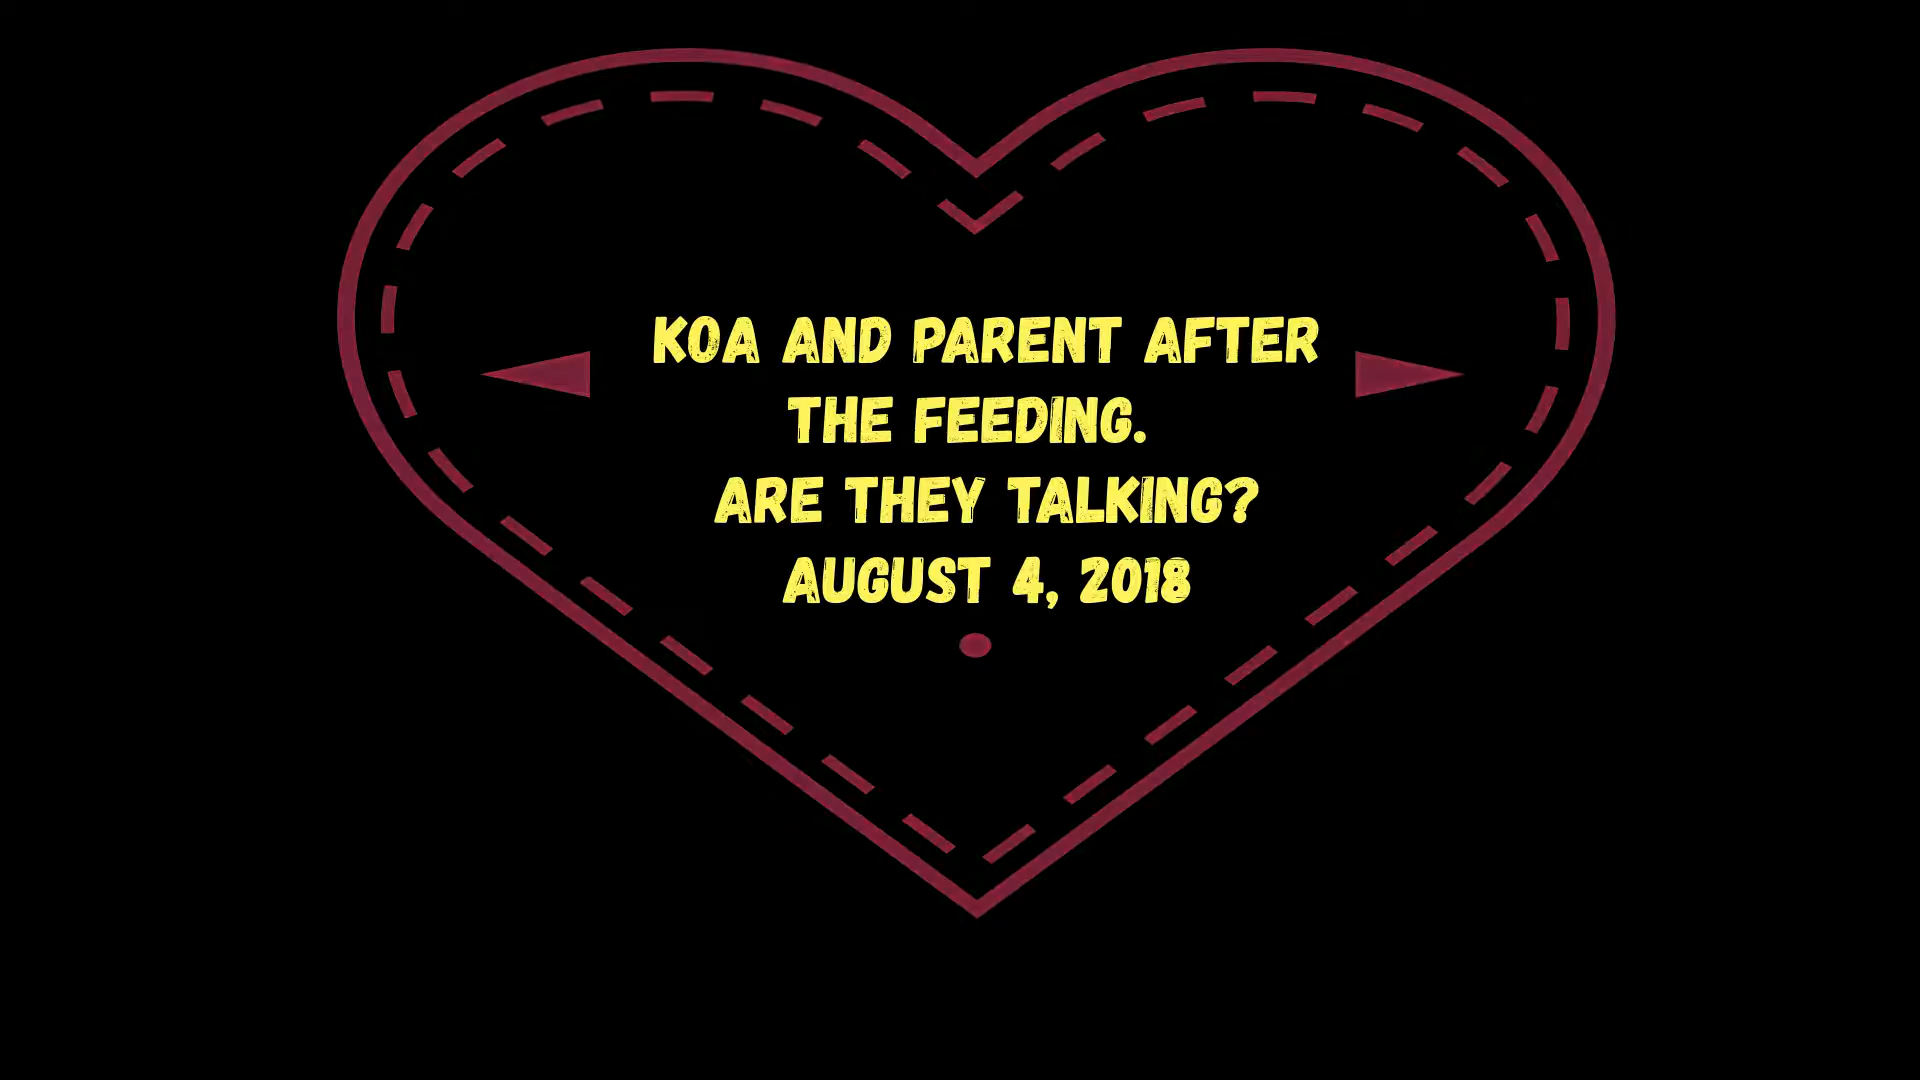 KOA AND PARENT AFTER
THE FEEDING.
ARE THEY TALKING?
AUGUST 4, 2018